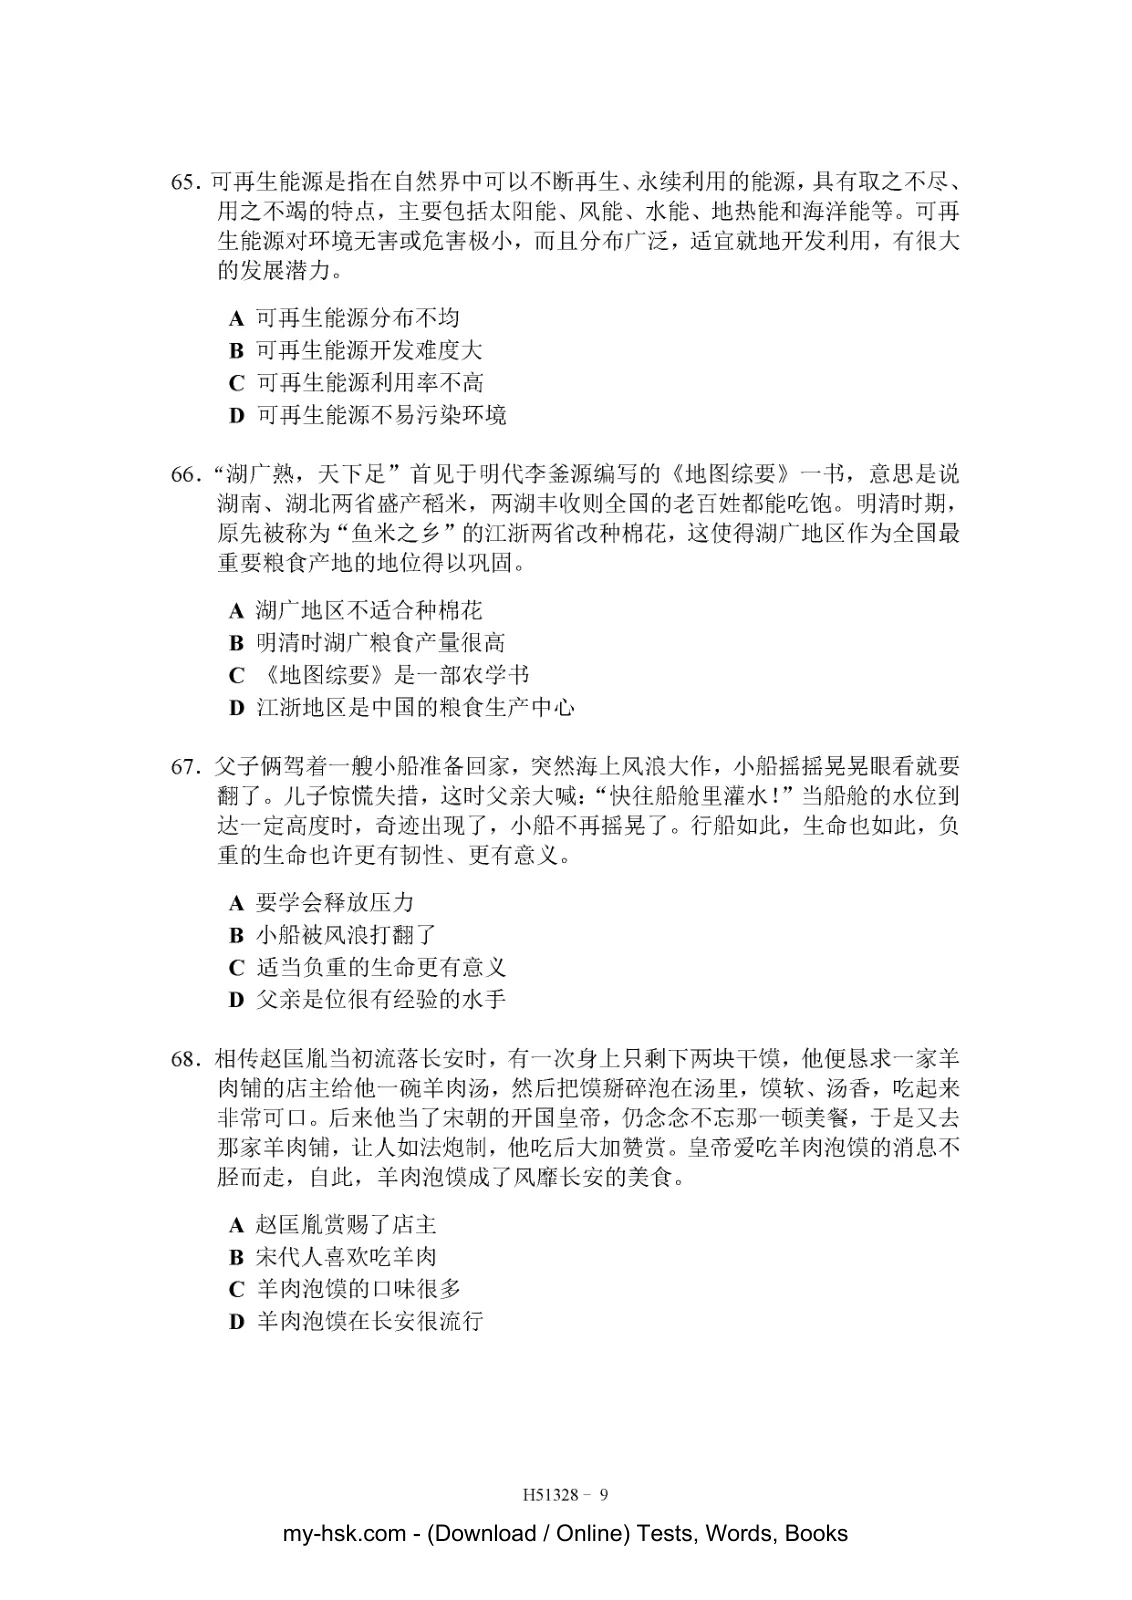 65. 可再生能源是指在自然界中可以不断再生、永续利用的能源，具有取之不尽、
用之不竭的特点，主要包括太阳能、风能、水能、地热能和海洋能等。可再
生能源对环境无害或危害极小，而且分布广泛，适宜就地开发利用，有很大
的发展潜力。
A 可再生能源分布不均
B 可再生能源开发难度大
C 可再生能源利用率不高
D 可再生能源不易污染环境
66. “湖广熟，天下足”首见于明代李釜源编写的《地图综要》一书，意思是说
湖南、湖北两省盛产稻米，两湖丰收则全国的老百姓都能吃饱。明清时期，
原先被称为“鱼米之乡”的江浙两省改种棉花，这使得湖广地区作为全国最
重要粮食产地的地位得以巩固。
A 湖广地区不适合种棉花
B 明清时湖广粮食产量很高
C 《地图综要》是一部农学书
D 江浙地区是中国的粮食生产中心
67. 父子俩驾着一艘小船准备回家，突然海上风浪大作，小船摇摇晃晃眼看就要
翻了。儿子惊慌失措，这时父亲大喊：“快往船舱里灌水！”当船舱的水位到
达一定高度时，奇迹出现了，小船不再摇晃了。行船如此，生命也如此，负
重的生命也许更有韧性、更有意义。
A 要学会释放压力
B 小船被风浪打翻了
C 适当负重的生命更有意义
D 父亲是位很有经验的水手
68. 相传赵匡胤当初流落长安时，有一次身上只剩下两块干馍，他便恳求一家羊
肉铺的店主给他一碗羊肉汤，然后把馍掰碎泡在汤里，馍软、汤香，吃起来
非常可口。后来他当了宋朝的开国皇帝，仍念念不忘那一顿美餐，于是又去
那家羊肉铺，让人如法炮制，他吃后大加赞赏。皇帝爱吃羊肉泡馍的消息不
胫而走，自此，羊肉泡馍成了风靡长安的美食。
A 赵匡胤赏赐了店主
B 宋代人喜欢吃羊肉
C 羊肉泡馍的口味很多
D 羊肉泡馍在长安很流行
H51328 - 9
my-hsk.com - (Download / Online) Tests, Words, Books